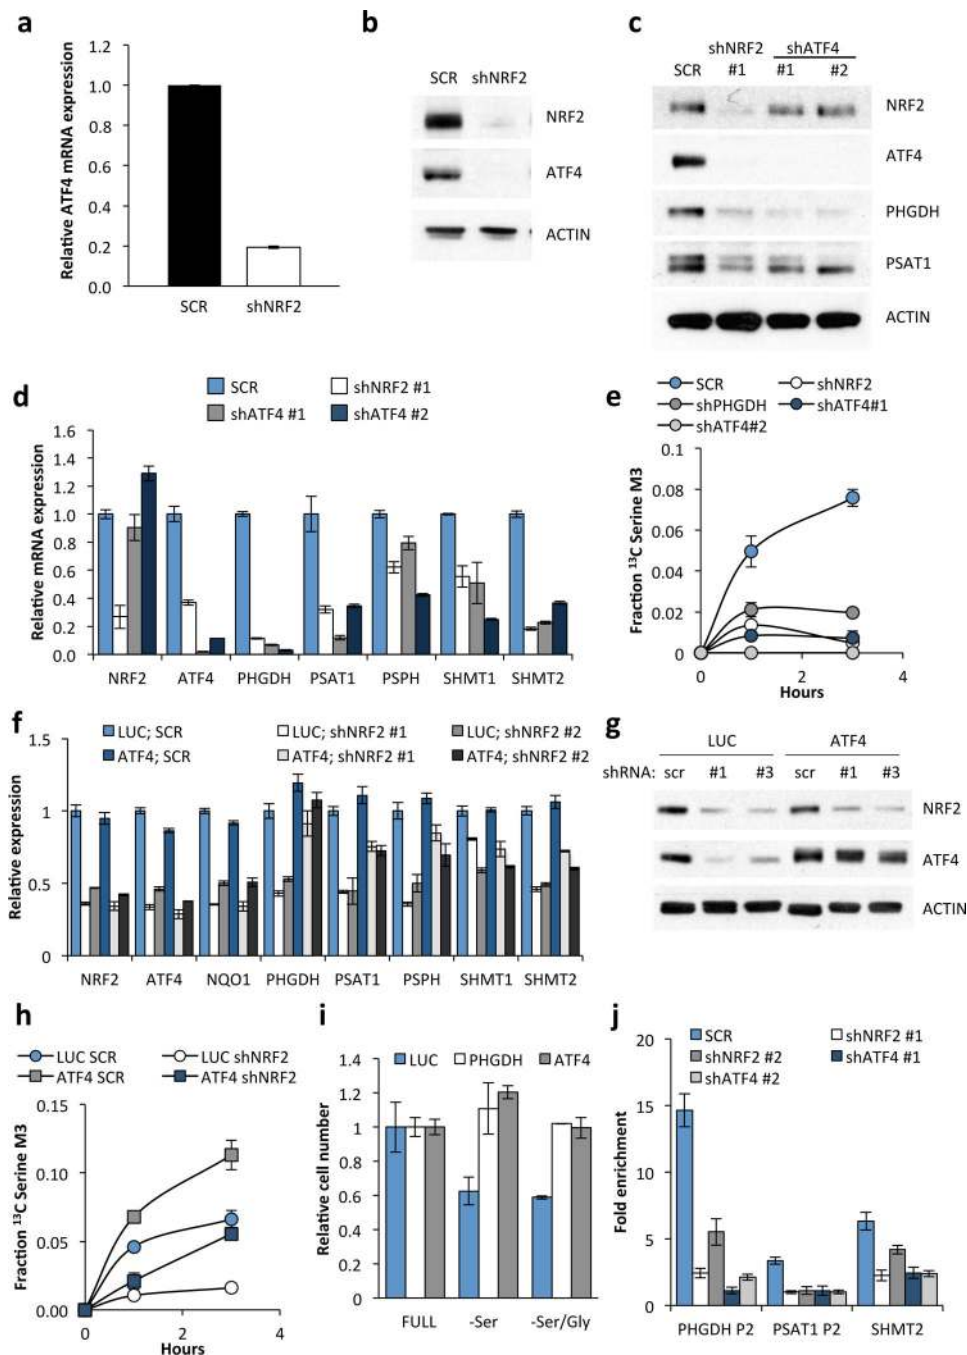 a
Relative ATF4 mRNA expression
1.2
1.0
0.8
0.6
0.4
0.2
0.0
SCR
shNRF2
b
SCR shNRF2
NRF2
ATF4
ACTIN
c
shNRF2 shATF4
SCR #1 #1 #2
NRF2
ATF4
PHGDH
PSAT1
ACTIN
d
SCR
shNRF2 #1
shATF4 #1
shATF4 #2
Relative mRNA expression
1.6
1.4
1.2
1.0
0.8
0.6
0.4
0.2
0.0
NRF2 ATF4 PHGDH PSAT1 PSPH SHMT1 SHMT2
e
SCR
shNRF2
shPHGDH
shATF4#1
shATF4#2
Fraction ¹³C Serine M3
0.1
0.08
0.06
0.04
0.02
0
0 2 4
Hours
f
LUC; SCR
LUC; shNRF2 #1
LUC; shNRF2 #2
ATF4; SCR
ATF4; shNRF2 #1
ATF4; shNRF2 #2
Relative expression
1.5
1
0.5
0
NRF2 ATF4 NQO1 PHGDH PSAT1 PSPH SHMT1 SHMT2
g
LUC ATF4
shRNA: scr #1 #3 scr #1 #3
NRF2
ATF4
ACTIN
h
LUC SCR
LUC shNRF2
ATF4 SCR
ATF4 shNRF2
Fraction ¹³C Serine M3
0.15
0.10
0.05
0.00
0 2 4
Hours
i
LUC PHGDH ATF4
Relative cell number
1.4
1.2
1
0.8
0.6
0.4
0.2
0
FULL -Ser -Ser/Gly
j
SCR
shNRF2 #1
shNRF2 #2
shATF4 #1
shATF4 #2
Fold enrichment
20
15
10
5
0
PHGDH P2 PSAT1 P2 SHMT2